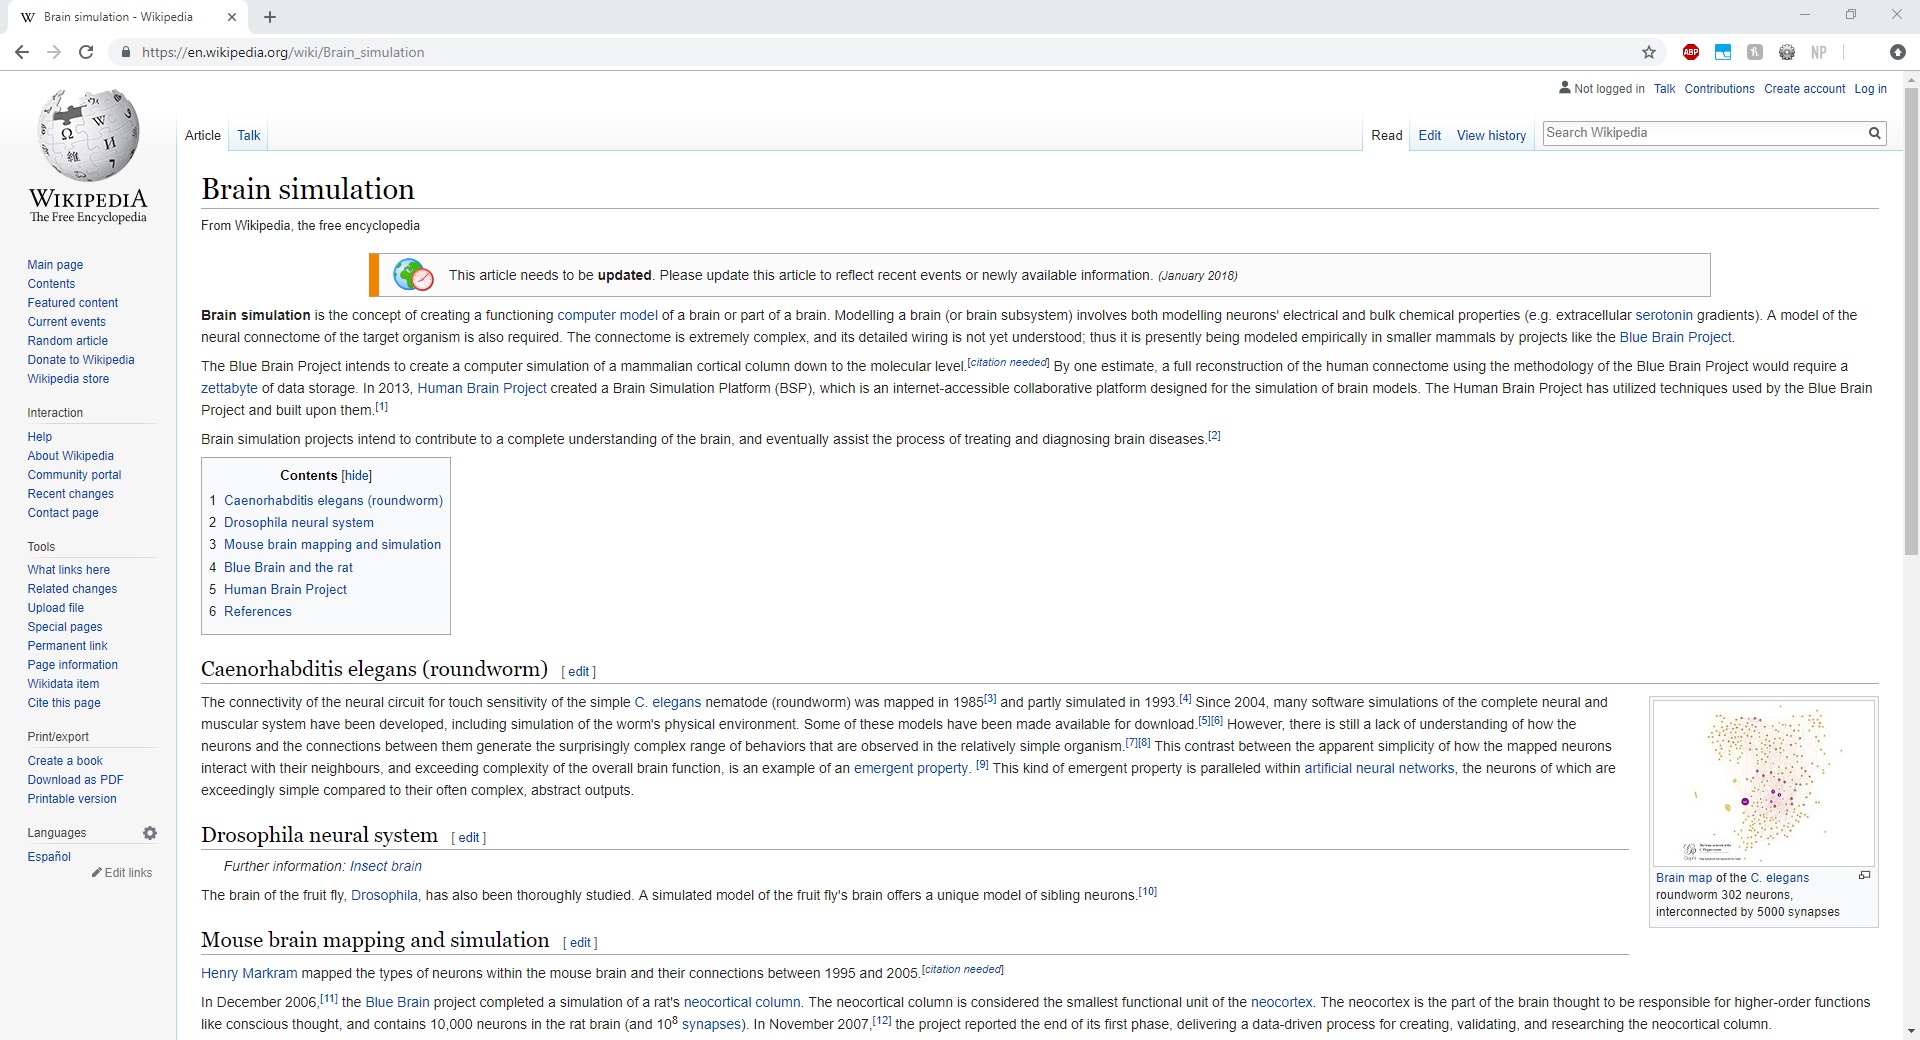 Brain simulation - Wikipedia
https://en.wikipedia.org/wiki/Brain_simulation
ABP
NP
Not logged in Talk Contributions Create account Log in
Article Talk Read Edit View history Search Wikipedia
WIKIPEDIA
The Free Encyclopedia
Main page
Contents
Featured content
Current events
Random article
Donate to Wikipedia
Wikipedia store
Interaction
Help
About Wikipedia
Community portal
Recent changes
Contact page
Tools
What links here
Related changes
Upload file
Special pages
Permanent link
Page information
Wikidata item
Cite this page
Print/export
Create a book
Download as PDF
Printable version
Languages
Español
Edit links
Brain simulation
From Wikipedia, the free encyclopedia
This article needs to be updated. Please update this article to reflect recent events or newly available information. (January 2018)
Brain simulation is the concept of creating a functioning computer model of a brain or part of a brain. Modelling a brain (or brain subsystem) involves both modelling neurons' electrical and bulk chemical properties (e.g. extracellular serotonin gradients). A model of the
neural connectome of the target organism is also required. The connectome is extremely complex, and its detailed wiring is not yet understood; thus it is presently being modeled empirically in smaller mammals by projects like the Blue Brain Project.
The Blue Brain Project intends to create a computer simulation of a mammalian cortical column down to the molecular level.[citation needed] By one estimate, a full reconstruction of the human connectome using the methodology of the Blue Brain Project would require a
zettabyte of data storage. In 2013, Human Brain Project created a Brain Simulation Platform (BSP), which is an internet-accessible collaborative platform designed for the simulation of brain models. The Human Brain Project has utilized techniques used by the Blue Brain
Project and built upon them.[1]
Brain simulation projects intend to contribute to a complete understanding of the brain, and eventually assist the process of treating and diagnosing brain diseases.[2]
Contents [hide]
1 Caenorhabditis elegans (roundworm)
2 Drosophila neural system
3 Mouse brain mapping and simulation
4 Blue Brain and the rat
5 Human Brain Project
6 References
Caenorhabditis elegans (roundworm) [ edit ]
The connectivity of the neural circuit for touch sensitivity of the simple C. elegans nematode (roundworm) was mapped in 1985[3] and partly simulated in 1993.[4] Since 2004, many software simulations of the complete neural and
muscular system have been developed, including simulation of the worm's physical environment. Some of these models have been made available for download.[5][6] However, there is still a lack of understanding of how the
neurons and the connections between them generate the surprisingly complex range of behaviors that are observed in the relatively simple organism.[7][8] This contrast between the apparent simplicity of how the mapped neurons
interact with their neighbours, and exceeding complexity of the overall brain function, is an example of an emergent property. [9] This kind of emergent property is paralleled within artificial neural networks, the neurons of which are
exceedingly simple compared to their often complex, abstract outputs.
Brain map of the C. elegans
roundworm 302 neurons,
interconnected by 5000 synapses
Drosophila neural system [ edit ]
Further information: Insect brain
The brain of the fruit fly, Drosophila, has also been thoroughly studied. A simulated model of the fruit fly's brain offers a unique model of sibling neurons.[10]
Mouse brain mapping and simulation [ edit ]
Henry Markram mapped the types of neurons within the mouse brain and their connections between 1995 and 2005.[citation needed]
In December 2006,[11] the Blue Brain project completed a simulation of a rat's neocortical column. The neocortical column is considered the smallest functional unit of the neocortex. The neocortex is the part of the brain thought to be responsible for higher-order functions
like conscious thought, and contains 10,000 neurons in the rat brain (and 10⁸ synapses). In November 2007,[12] the project reported the end of its first phase, delivering a data-driven process for creating, validating, and researching the neocortical column.